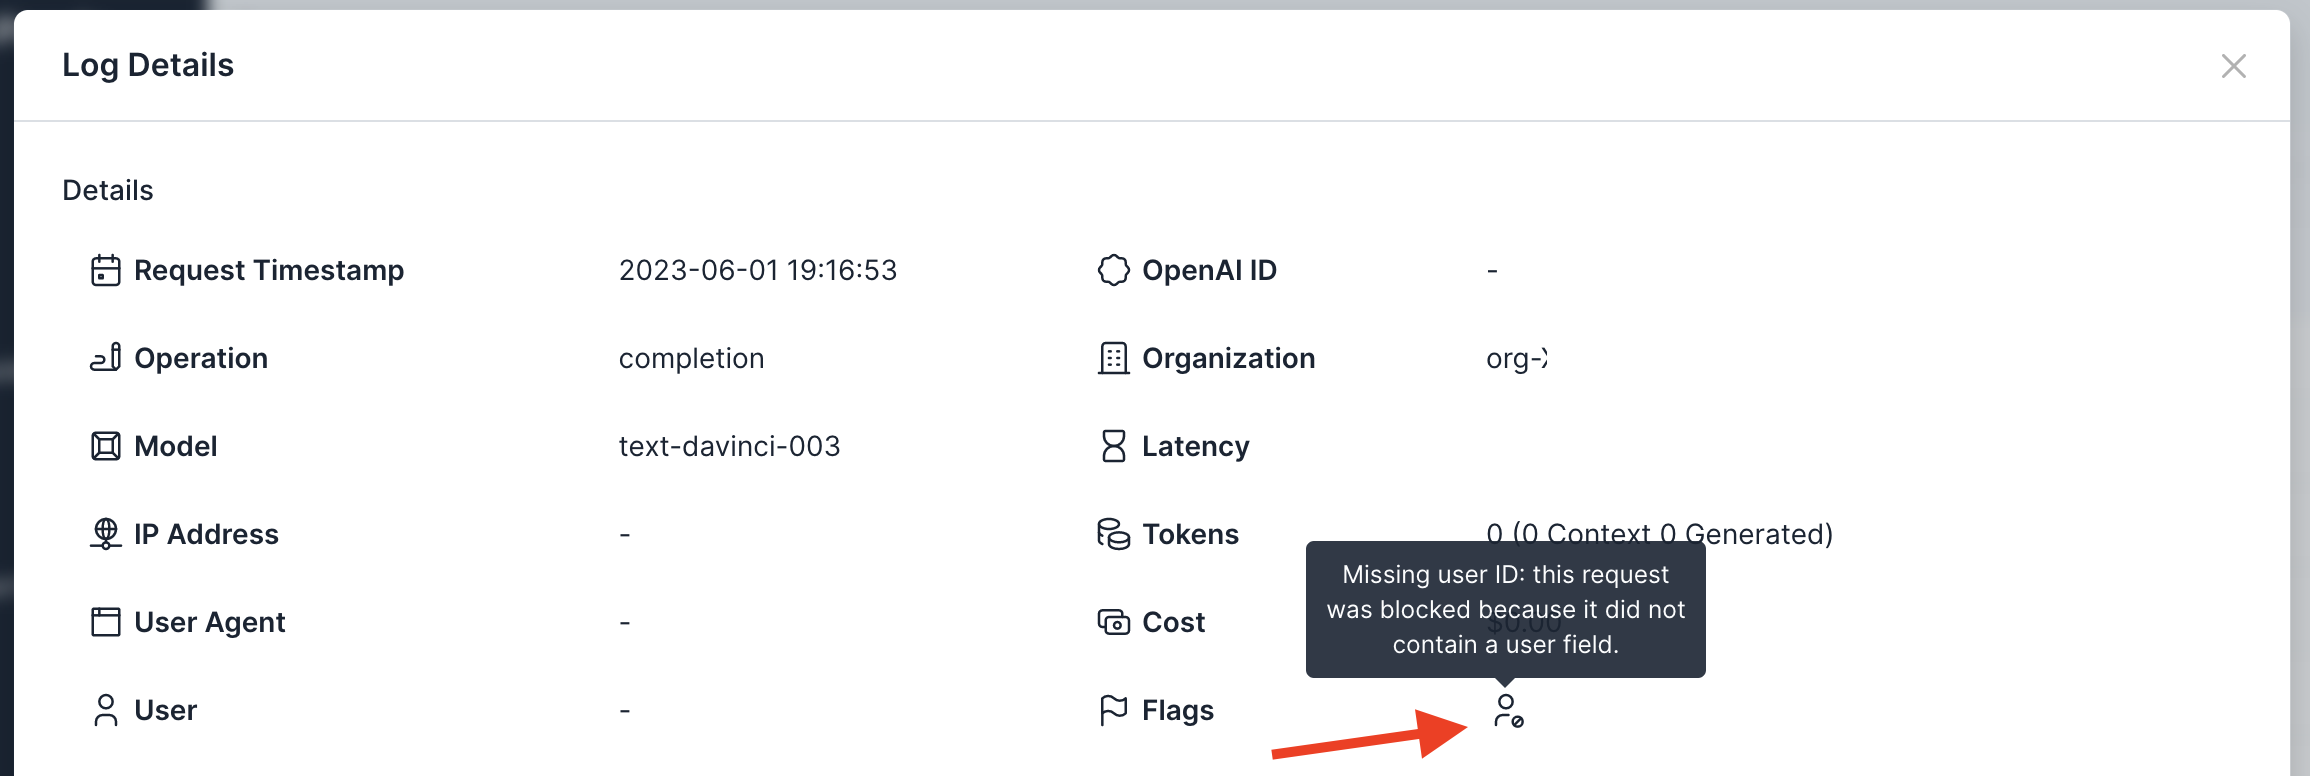 Log Details
Details
Request Timestamp 2023-06-01 19:16:53 OpenAI ID -
Operation completion Organization org-
Model text-davinci-003 Latency
IP Address - Tokens 0 (0 Context 0 Generated)
Missing user ID: this request
was blocked because it did not
contain a user field.
User Agent - Cost $0.00
User - Flags